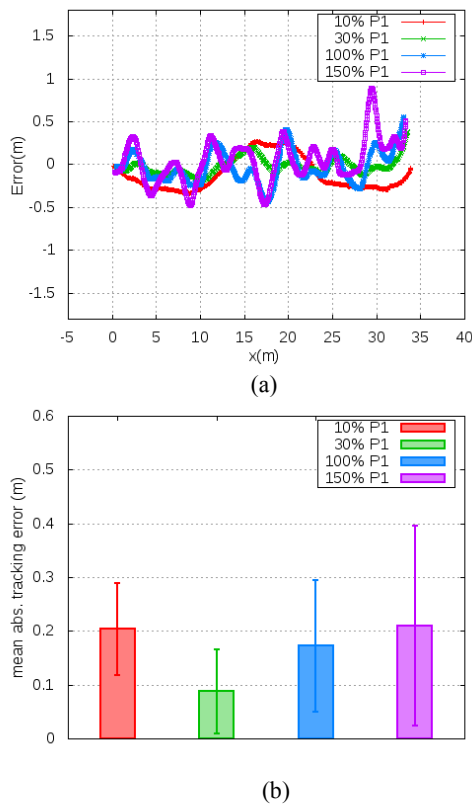 10% P1
30% P1
100% P1
150% P1
1.5
1
0.5
0
-0.5
-1
-1.5
Error(m)
-5 0 5 10 15 20 25 30 35 40
x(m)
(a)
0.6
0.5
0.4
0.3
0.2
0.1
0
mean abs. tracking error (m)
10% P1
30% P1
100% P1
150% P1
(b)